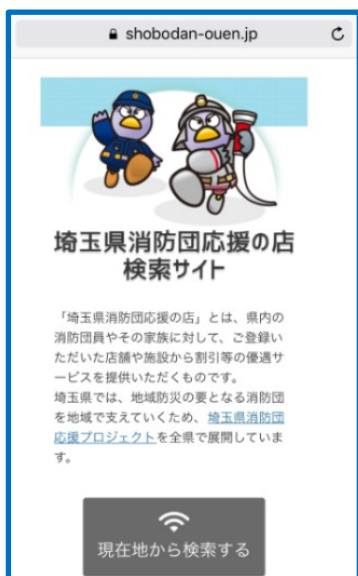 shobodan-ouen.jp
埼玉県消防団応援の店
検索サイト
「埼玉県消防団応援の店」とは、県内の
消防団員やその家族に対して、ご登録い
ただいた店舗や施設から割引等の優遇サ
ービスを提供いただくものです。
埼玉県では、地域防災の要となる消防団
を地域で支えていくため、埼玉県消防団
応援プロジェクトを全県で展開していま
す。
現在地から検索する